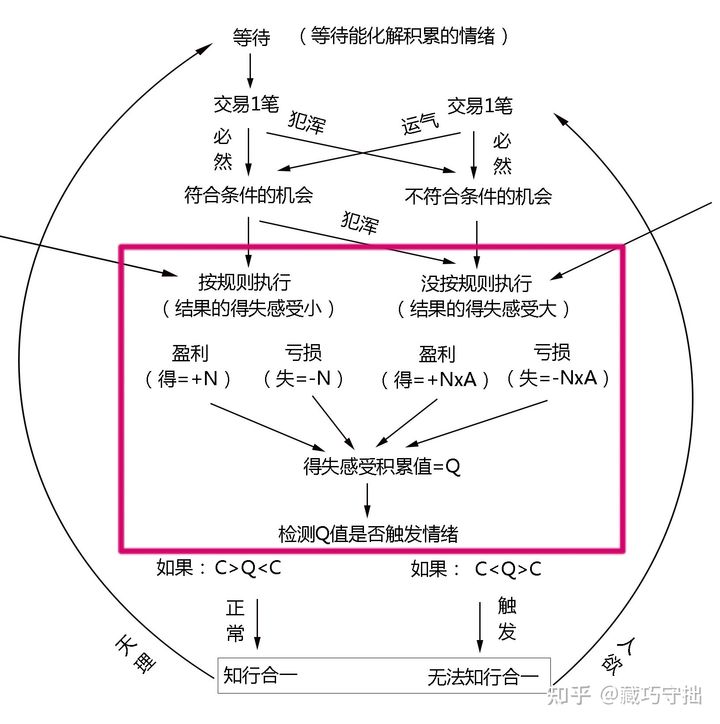 等待 （等待能化解积累的情绪）
交易1笔 交易1笔
必然 犯浑 运气 必然
符合条件的机会 不符合条件的机会
犯浑
按规则执行 没按规则执行
（结果的得失感受小） （结果的得失感受大）
盈利 亏损 盈利 亏损
（得=+N） （失=-N） （得=+NxA） （失=-NxA）
得失感受积累值=Q
检测Q值是否触发情绪
如果：C>Q<C 如果：C<Q>C
正常 触发
天理 人欲
知行合一 无法知行合一
知乎 @藏巧守拙